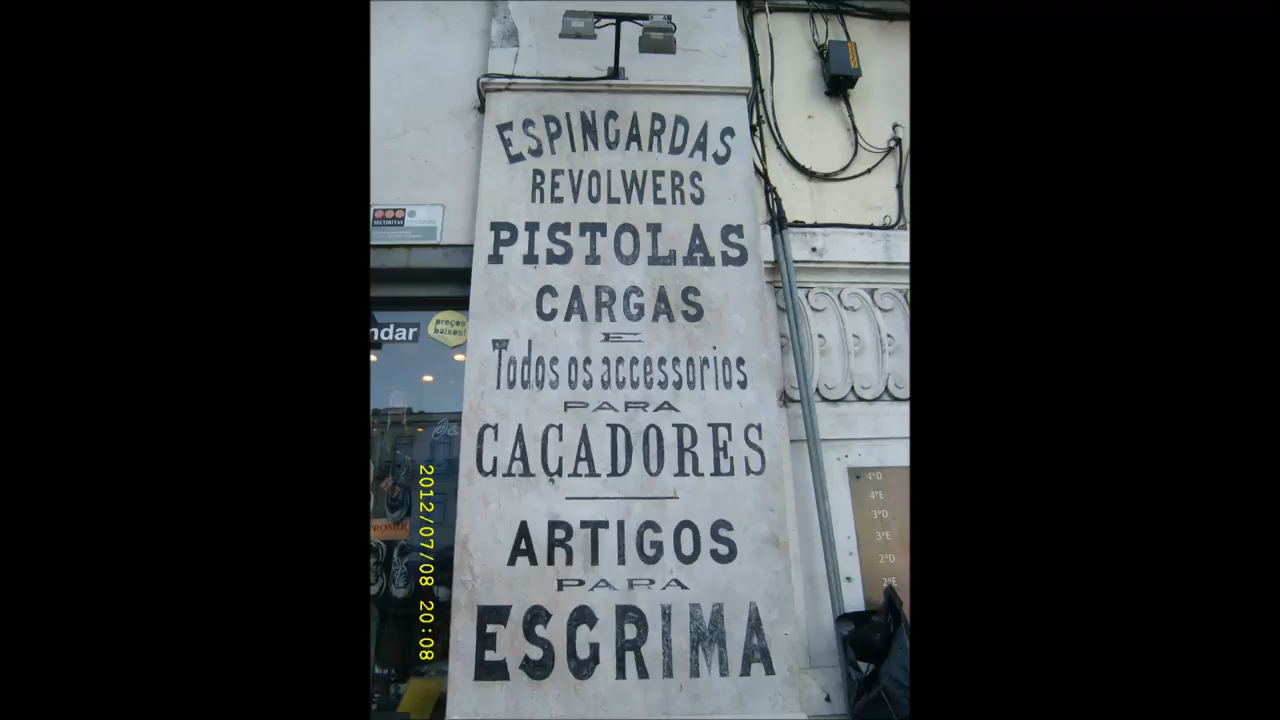 ESPINGARDAS
REVOLWERS
PISTOLAS
CARGAS
E
Todos os accessorios
PARA
CAÇADORES
ARTIGOS
PARA
ESGRIMA
SECURITAS
ndar
preços
baixos!
2012/07/08 20:08
4ºD
4ºE
3ºD
3ºE
2ºD
2ºE